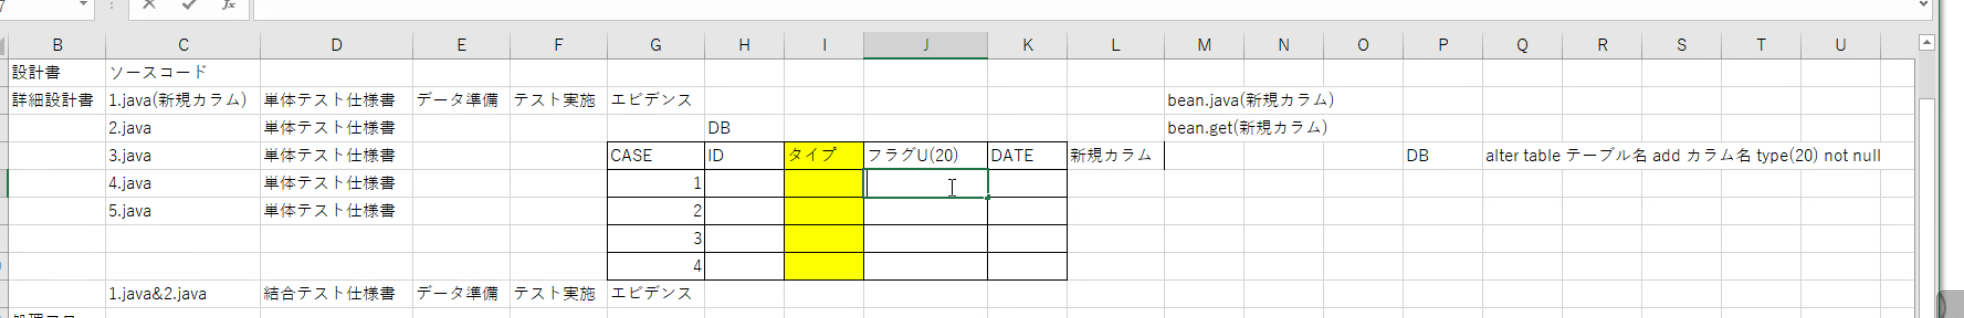 fx
B C D E F G H I J K L M N O P Q R S T U
設計書 ソースコード
詳細設計書 1.java(新規カラム) 単体テスト仕様書 データ準備 テスト実施 エビデンス bean.java(新規カラム)
2.java 単体テスト仕様書 DB bean.get(新規カラム)
3.java 単体テスト仕様書 CASE ID タイプ フラグU(20) DATE 新規カラム DB alter table テーブル名 add カラム名 type(20) not null
4.java 単体テスト仕様書 1
5.java 単体テスト仕様書 2
3
4
1.java&2.java 結合テスト仕様書 データ準備 テスト実施 エビデンス